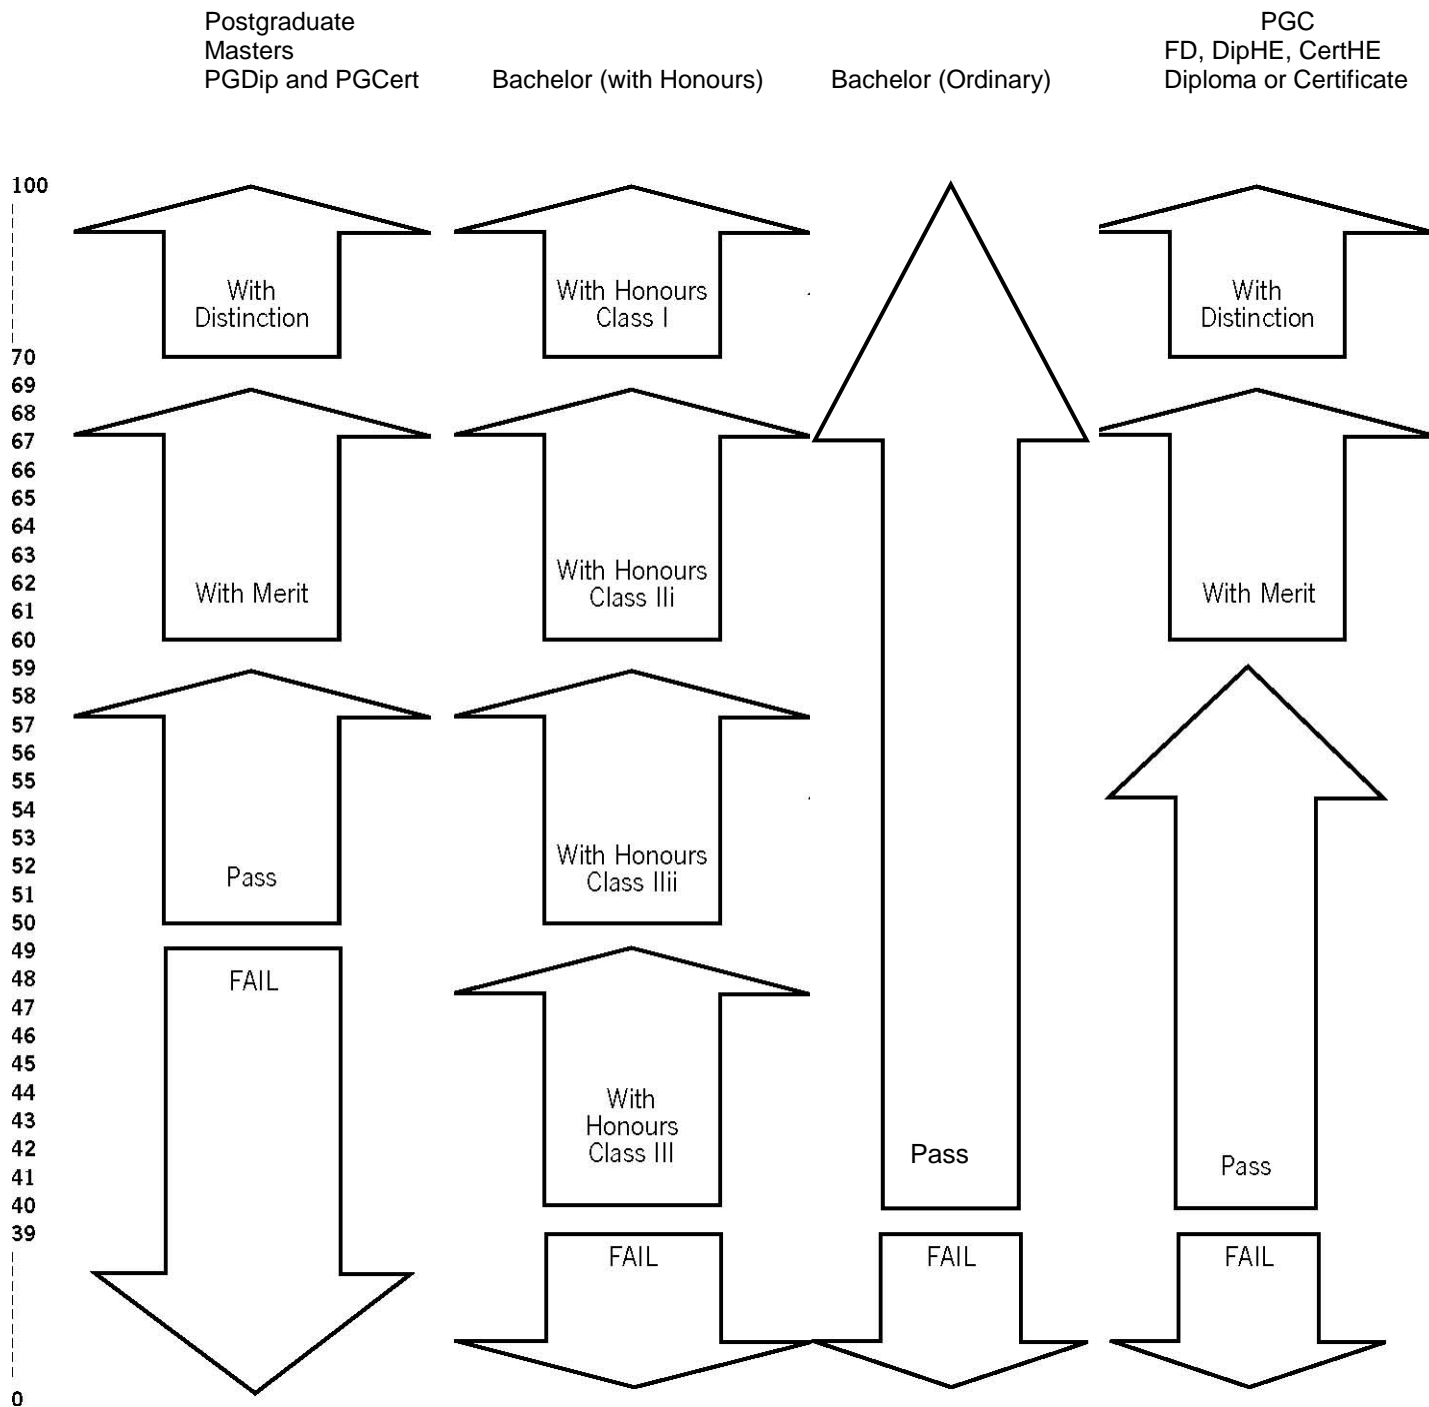 Postgraduate
Masters
PGDip and PGCert
Bachelor (with Honours)
Bachelor (Ordinary)
PGC
FD, DipHE, CertHE
Diploma or Certificate
100
70
69
68
67
66
65
64
63
62
61
60
59
58
57
56
55
54
53
52
51
50
49
48
47
46
45
44
43
42
41
40
39
0
With
Distinction
With Merit
Pass
FAIL
With Honours
Class I
With Honours
Class IIi
With Honours
Class IIii
With
Honours
Class III
FAIL
Pass
FAIL
With
Distinction
With Merit
Pass
FAIL